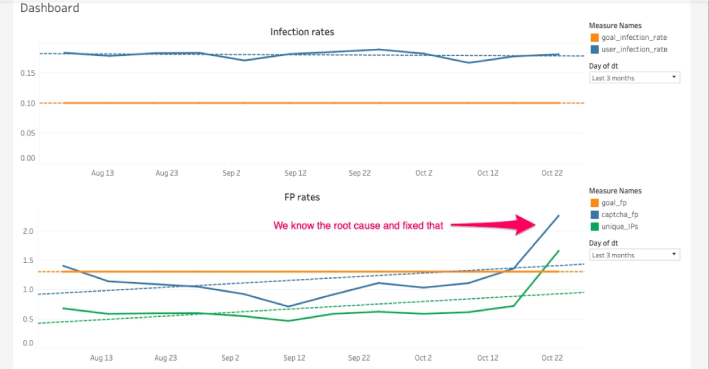 Dashboard
Infection rates
Measure Names
goal_infection_rate
user_infection_rate
Day of dt
Last 3 months
0.15
0.10
0.05
0.00
Aug 13 Aug 23 Sep 2 Sep 12 Sep 22 Oct 2 Oct 12 Oct 22
FP rates
Measure Names
goal_fp
captcha_fp
unique_IPs
Day of dt
Last 3 months
We know the root cause and fixed that
2.0
1.5
1.0
0.5
0.0
Aug 13 Aug 23 Sep 2 Sep 12 Sep 22 Oct 2 Oct 12 Oct 22